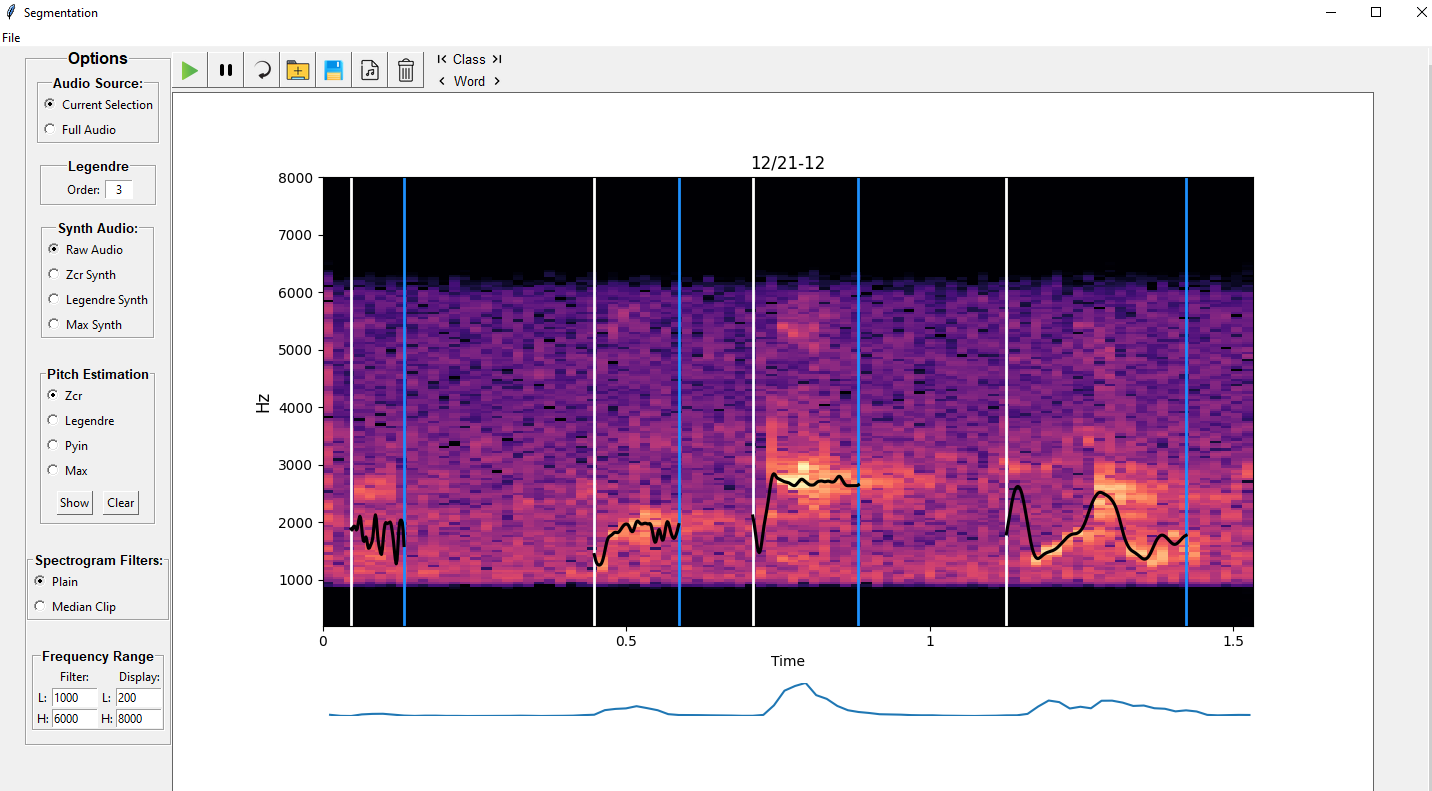 Segmentation
File
Options
Audio Source:
Current Selection
Full Audio
Legendre
Order: 3
Synth Audio:
Raw Audio
Zcr Synth
Legendre Synth
Max Synth
Pitch Estimation
Zcr
Legendre
Pyin
Max
Show Clear
Spectrogram Filters:
Plain
Median Clip
Frequency Range
Filter: Display:
L: 1000 L: 200
H: 6000 H: 8000
Class
Word
12/21-12
8000
7000
6000
5000
4000
3000
2000
1000
Hz
0 0.5 1 1.5
Time